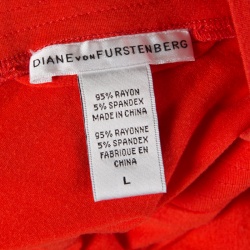 DIANE VON FURSTENBERG
95% RAYON
5% SPANDEX
MADE IN CHINA
95% RAYONNE
5% SPANDEX
FABRIQUE EN
CHINA
L